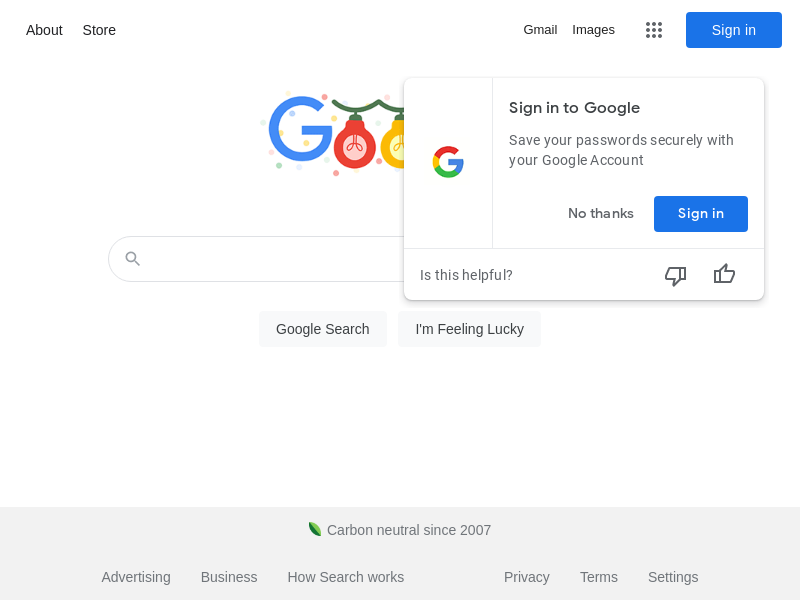 About Store Gmail Images Sign in
Sign in to Google
Save your passwords securely with
your Google Account
No thanks Sign in
Is this helpful?
Google Search I'm Feeling Lucky
Carbon neutral since 2007
Advertising Business How Search works Privacy Terms Settings